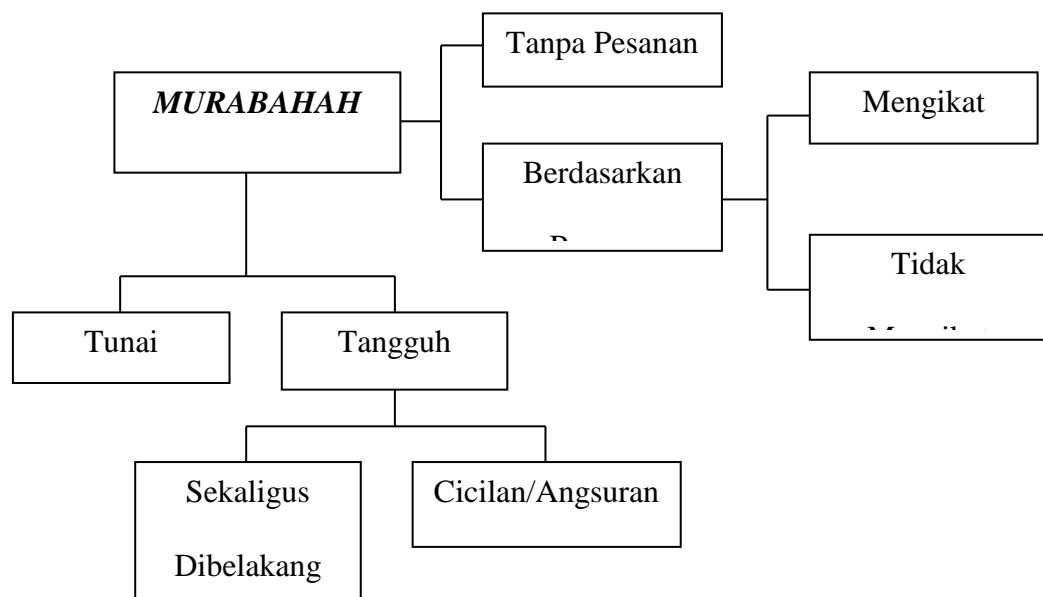 Tanpa Pesanan
MURABAHAH
Mengikat
Berdasarkan
Tidak
Tunai
Tangguh
Sekaligus
Dibelakang
Cicilan/Angsuran